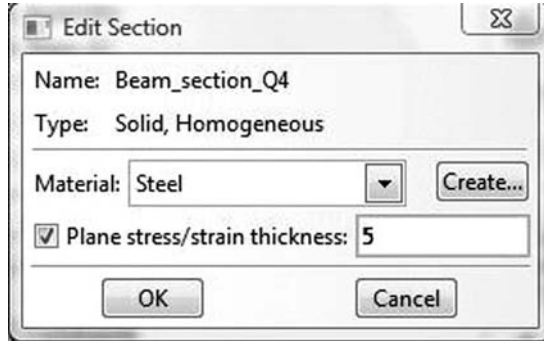 Edit Section
Name: Beam_section_Q4
Type: Solid, Homogeneous
Material: Steel Create...
Plane stress/strain thickness: 5
OK Cancel